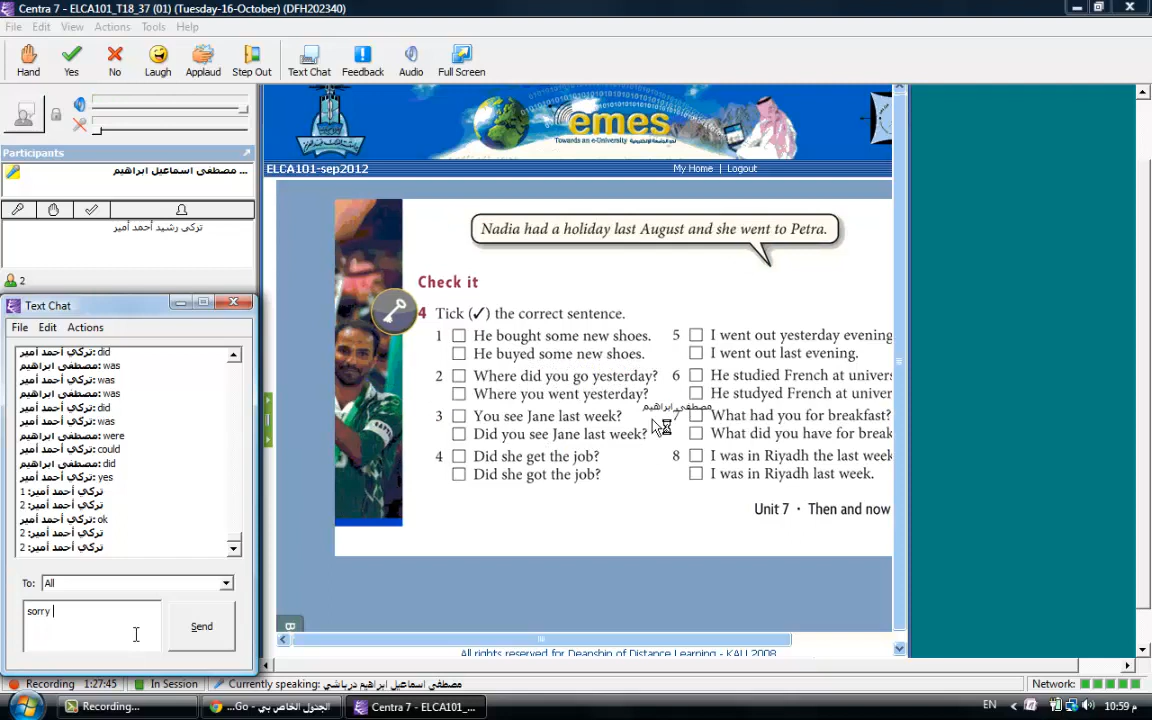 Centra 7 - ELCA101_T18_37 (01) (Tuesday-16-October) (DFH202340)
File Edit View Actions Tools Help
Hand Yes No Laugh Applaud Step Out Text Chat Feedback Audio Full Screen
Participants
مصطفى اسماعيل ابراهيم ...
تركي رشيد أحمد أمير
2
emes
Towards an e-University
ELCA101-sep2012
My Home | Logout
Nadia had a holiday last August and she went to Petra.
Check it
4 Tick (✓) the correct sentence.
1 He bought some new shoes.
He buyed some new shoes.
2 Where did you go yesterday?
Where you went yesterday?
3 You see Jane last week?
Did you see Jane last week?
4 Did she get the job?
Did she got the job?
5 I went out yesterday evening
I went out last evening.
6 He studied French at univers
He studyed French at univer
7 What had you for breakfast?
What did you have for break
8 I was in Riyadh the last week
I was in Riyadh last week.
مصطفى ابراهيم
Unit 7 • Then and now
All rights reserved for Deanship of Distance Learning - KAU 2008
Text Chat
File Edit Actions
تركي أحمد أمير: did
مصطفى ابراهيم: was
تركي أحمد أمير: was
مصطفى ابراهيم: was
تركي أحمد أمير: did
تركي أحمد أمير: was
مصطفى ابراهيم: were
تركي أحمد أمير: could
مصطفى ابراهيم: did
تركي أحمد أمير: yes
تركي أحمد أمير: 1
تركي أحمد أمير: 2
تركي أحمد أمير: ok
تركي أحمد أمير: 2
تركي أحمد أمير: 2
To: All
sorry
Send
Recording 1:27:45 In Session Currently speaking: مصطفى اسماعيل ابراهيم درباشي
Network:
Recording... الجدول الخاص بي - Go... Centra 7 - ELCA101_... EN 10:59 م